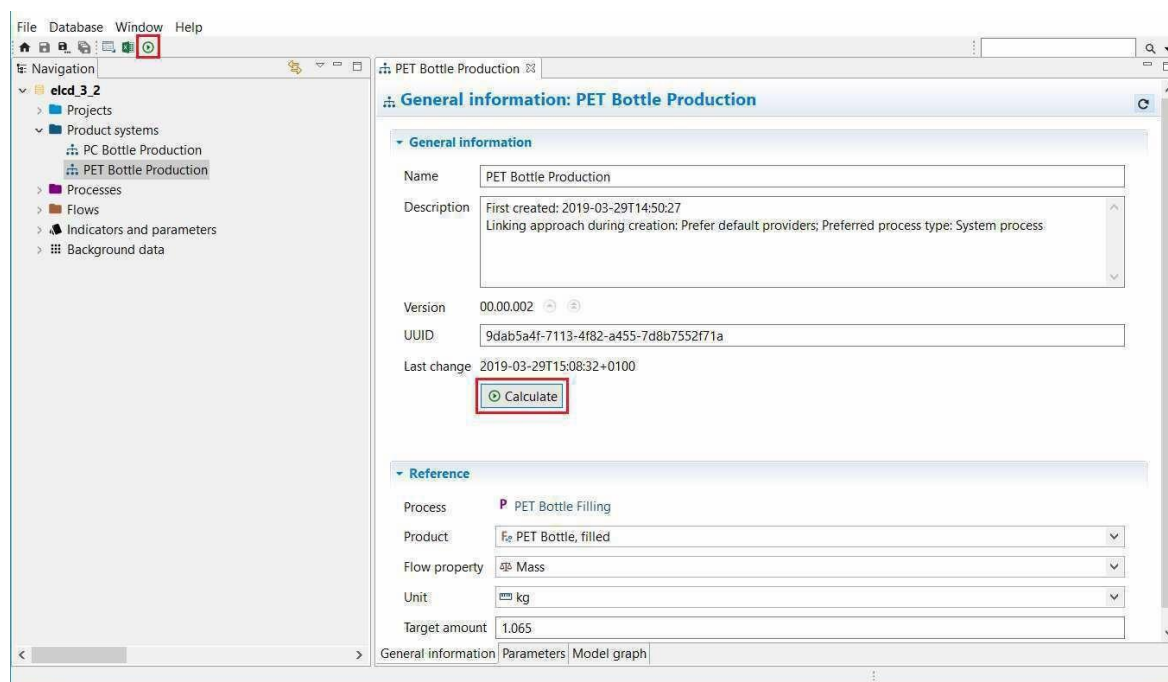 File Database Window Help
Navigation
PET Bottle Production
elcd_3_2
Projects
Product systems
PC Bottle Production
PET Bottle Production
Processes
Flows
Indicators and parameters
Background data
General information: PET Bottle Production
General information
Name PET Bottle Production
Description First created: 2019-03-29T14:50:27
Linking approach during creation: Prefer default providers; Preferred process type: System process
Version 00.00.002
UUID 9dab5a4f-7113-4f82-a455-7d8b7552f71a
Last change 2019-03-29T15:08:32+0100
Calculate
Reference
Process P PET Bottle Filling
Product PET Bottle, filled
Flow property Mass
Unit kg
Target amount 1.065
General information Parameters Model graph